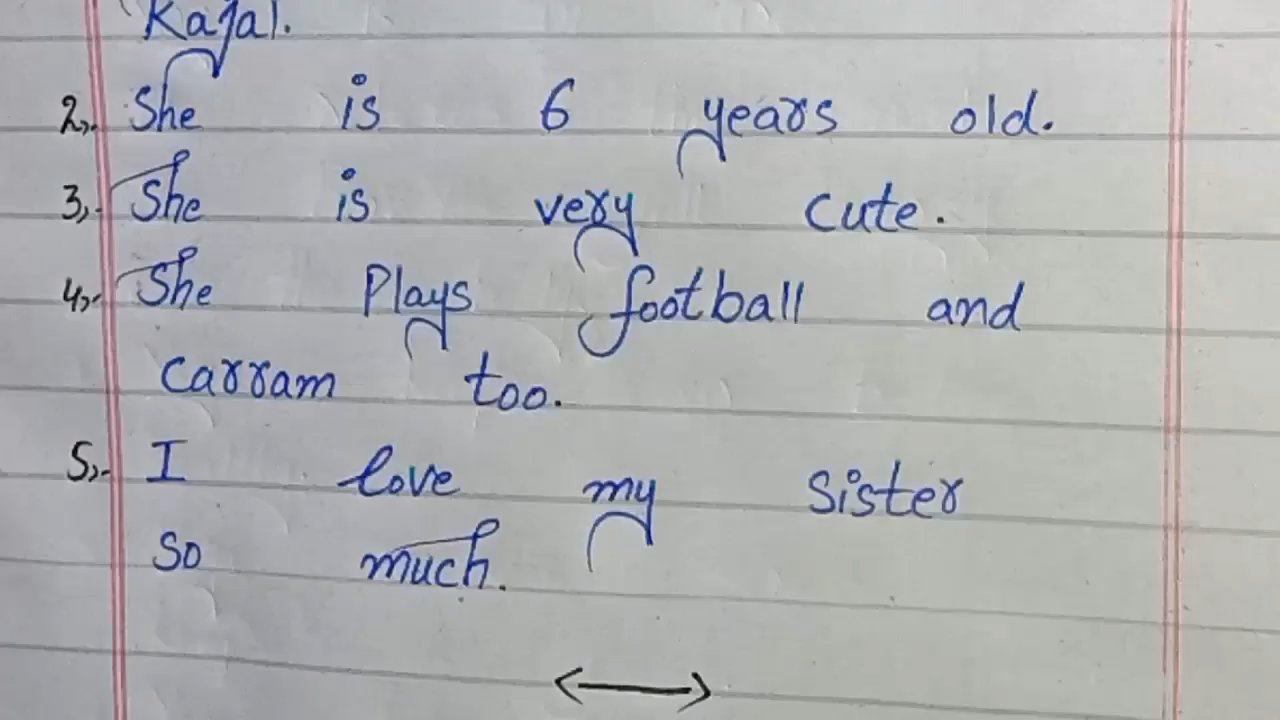 Kajal.
2,- She is 6 years old.
3,- She is very cute.
4,- She Plays football and
carram too.
5,- I love my Sister
so much.